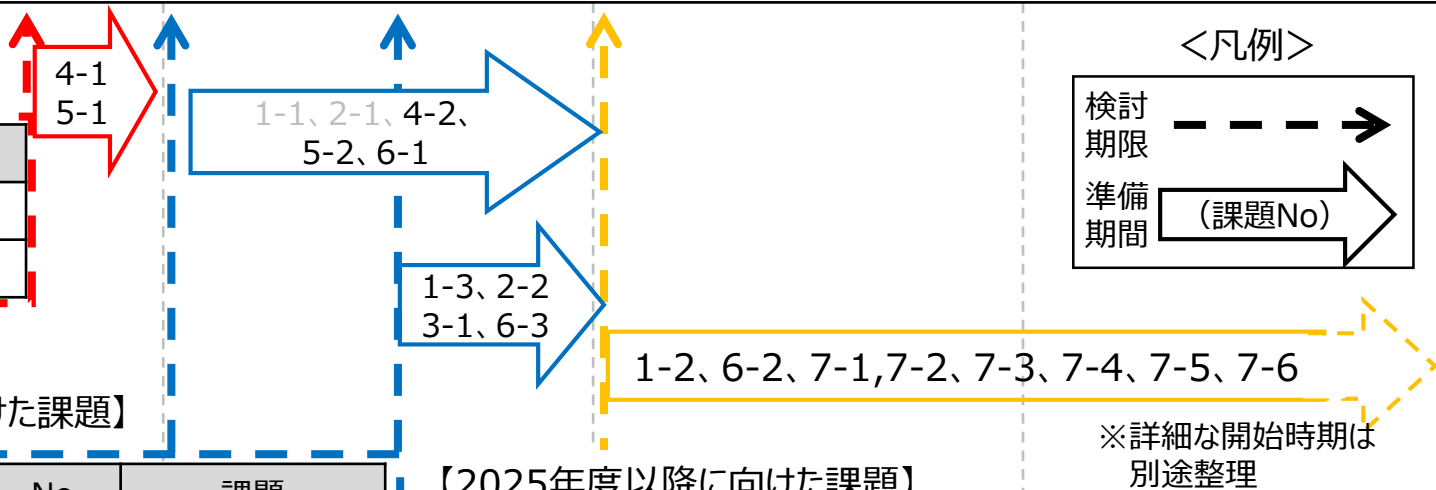 4-1
5-1
1-1、2-1、4-2、
5-2、6-1
1-3、2-2
3-1、6-3
1-2、6-2、7-1,7-2、7-3、7-4、7-5、7-6
<凡例>
検討
期限
準備
期間
（課題No）
※詳細な開始時期は
別途整理
けた課題】
No
課題
【2025年度以降に向けた課題】